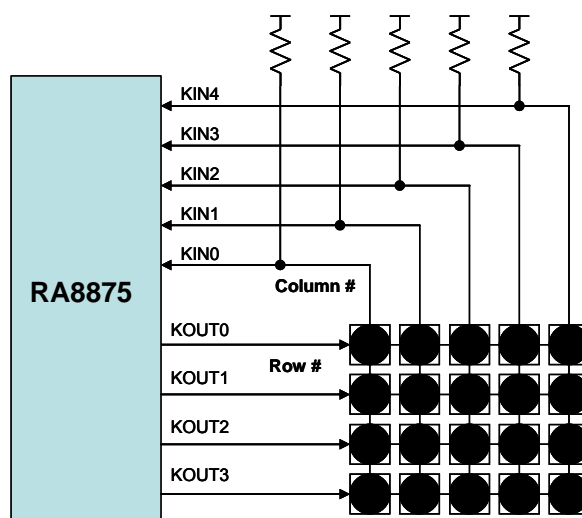 KIN4
KIN3
KIN2
KIN1
KIN0
Column #
RA8875
KOUT0
Row #
KOUT1
KOUT2
KOUT3